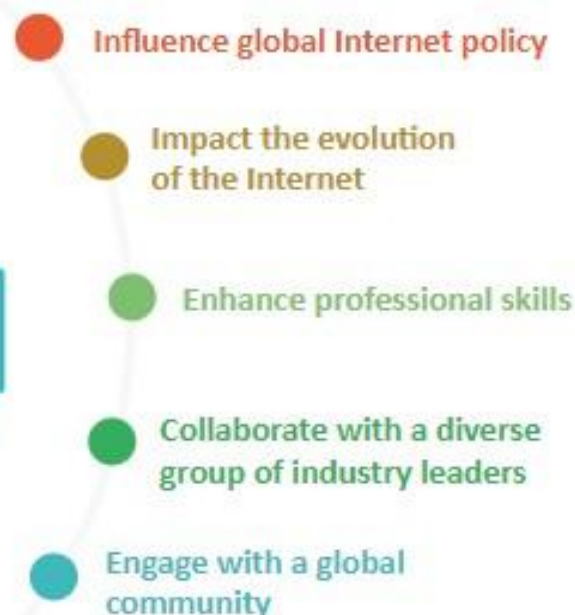 Influence global Internet policy
Impact the evolution
of the Internet
Enhance professional skills
Collaborate with a diverse
group of industry leaders
Engage with a global
community